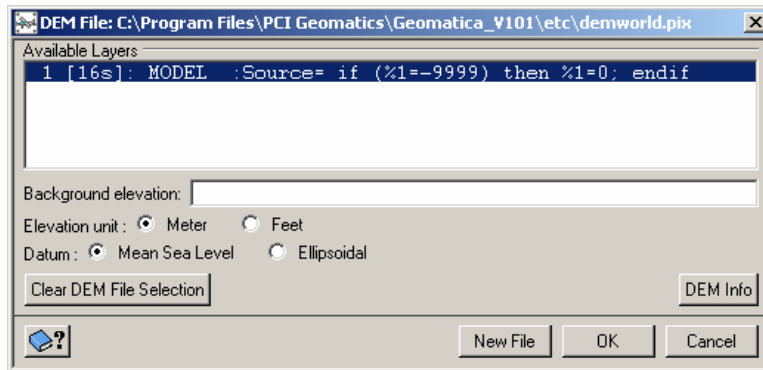 DEM File: C:\Program Files\PCI Geomatics\Geomatica_V101\etc\demworld.pix
Available Layers
1 [16s]: MODEL :Source= if (%1=-9999) then %1=0; endif
Background elevation:
Elevation unit : Meter Feet
Datum : Mean Sea Level Ellipsoidal
Clear DEM File Selection DEM Info
? New File OK Cancel